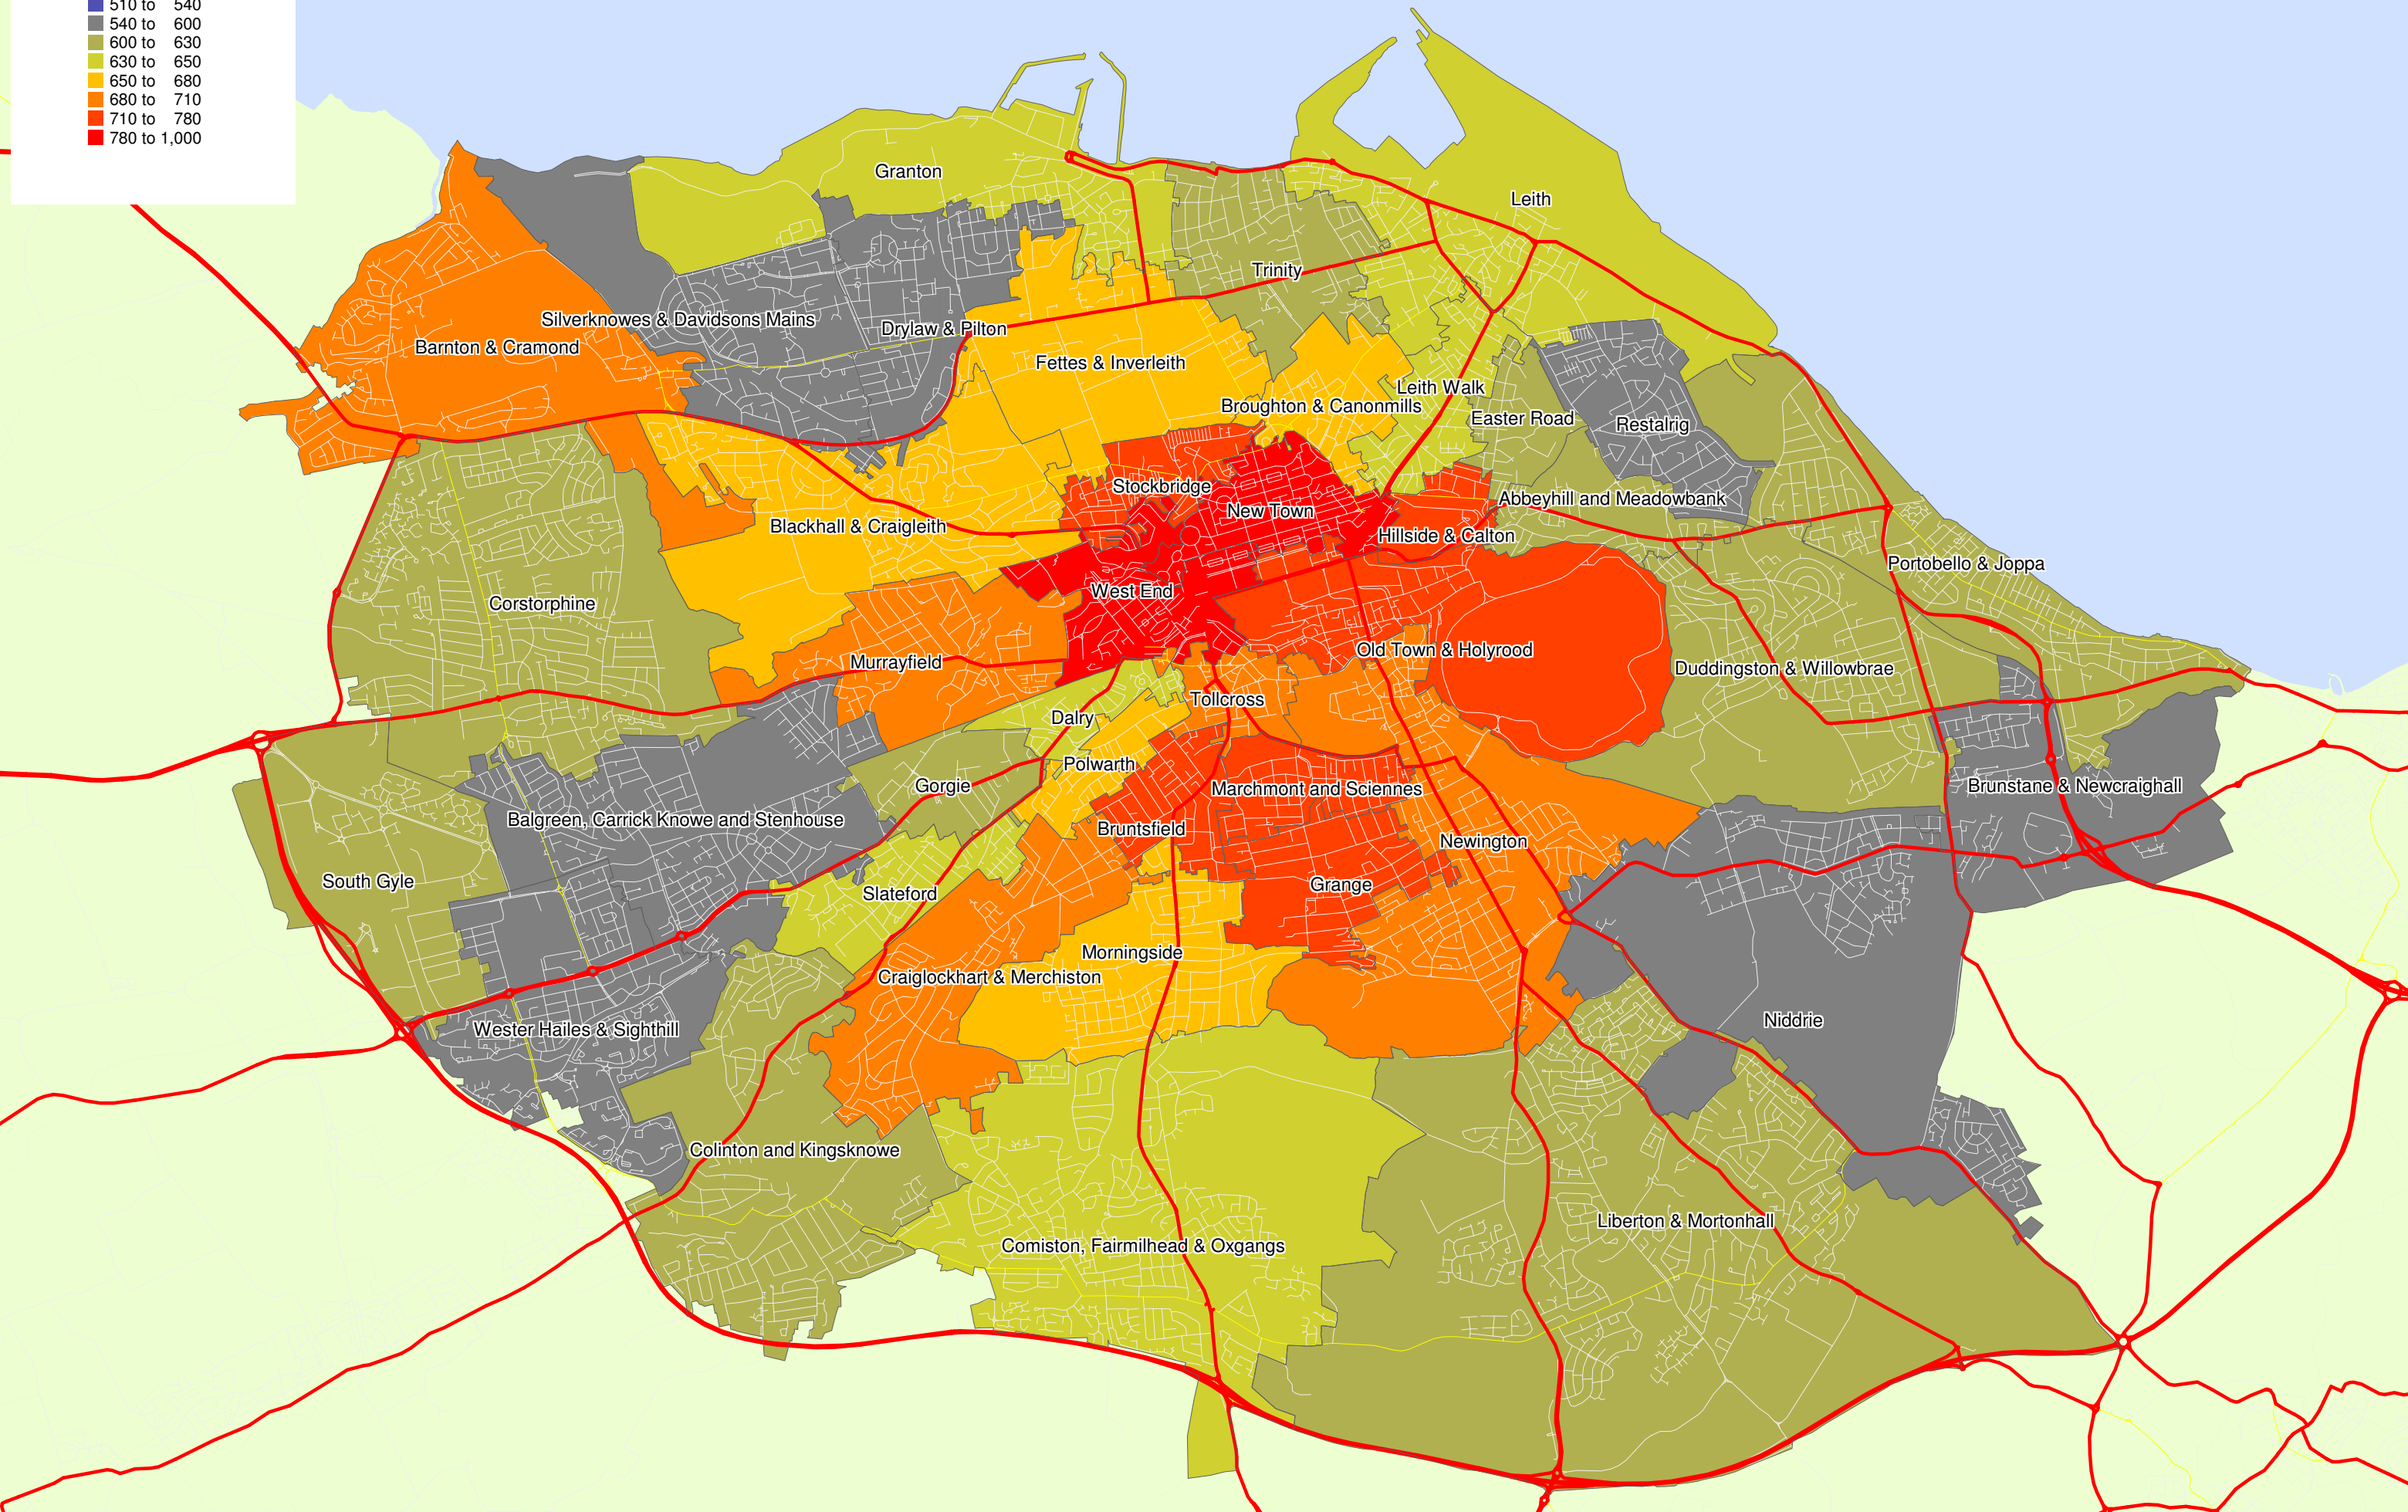 510 to 540
540 to 600
600 to 630
630 to 650
650 to 680
680 to 710
710 to 780
780 to 1,000
Granton
Leith
Trinity
Silverknowes & Davidsons Mains
Drylaw & Pilton
Barnton & Cramond
Fettes & Inverleith
Leith Walk
Broughton & Canonmills
Easter Road
Restalrig
Stockbridge
Abbeyhill and Meadowbank
New Town
Blackhall & Craigleith
Hillside & Calton
Portobello & Joppa
West End
Corstorphine
Old Town & Holyrood
Murrayfield
Duddingston & Willowbrae
Tollcross
Dalry
Polwarth
Gorgie
Marchmont and Sciennes
Brunstane & Newcraighall
Balgreen, Carrick Knowe and Stenhouse
Bruntsfield
Newington
South Gyle
Grange
Slateford
Morningside
Craiglockhart & Merchiston
Niddrie
Wester Hailes & Sighthill
Colinton and Kingsknowe
Liberton & Mortonhall
Comiston, Fairmilhead & Oxgangs